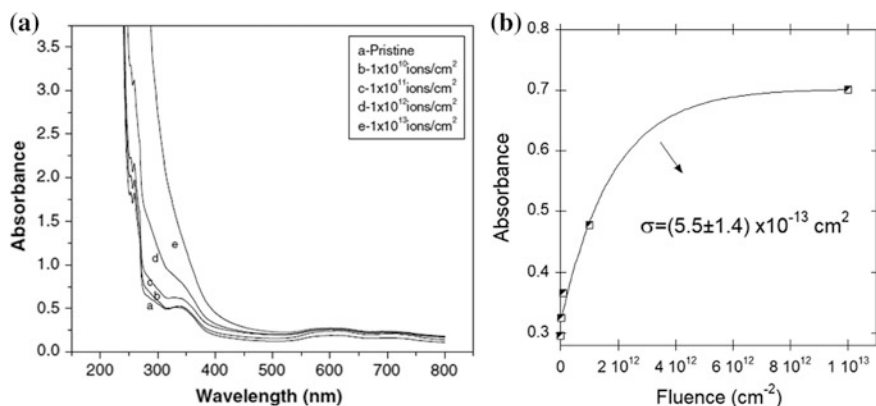 (a)
3.5
3.0
2.5
2.0
1.5
1.0
0.5
0.0
Absorbance
a-Pristine
b-1x10¹⁰ions/cm²
c-1x10¹¹ions/cm²
d-1x10¹²ions/cm²
e-1x10¹³ions/cm²
e
d
c
b
a
200 300 400 500 600 700 800
Wavelength (nm)
(b)
0.8
0.7
0.6
0.5
0.4
0.3
Absorbance
σ=(5.5±1.4) x10⁻¹³ cm²
0 2 10¹² 4 10¹² 6 10¹² 8 10¹² 1 10¹³
Fluence (cm⁻²)